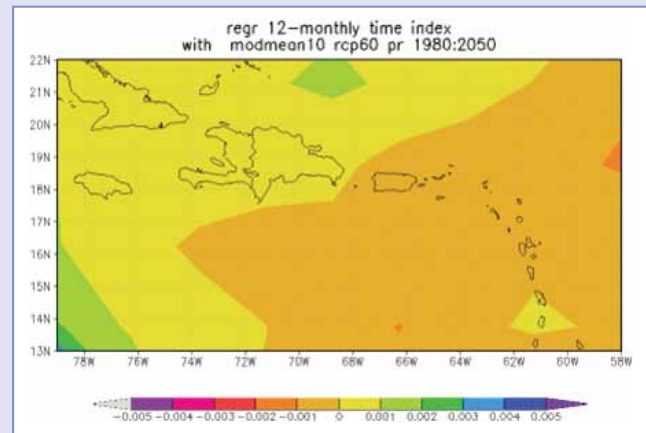 regr 12-monthly time index
with modmean10 rcp60 pr 1980:2050
22N
21N
20N
19N
18N
17N
16N
15N
14N
13N
78W 76W 74W 72W 70W 68W 66W 64W 62W 60W 58W
-0.005 -0.004 -0.003 -0.002 -0.001 0 0.001 0.002 0.003 0.004 0.005